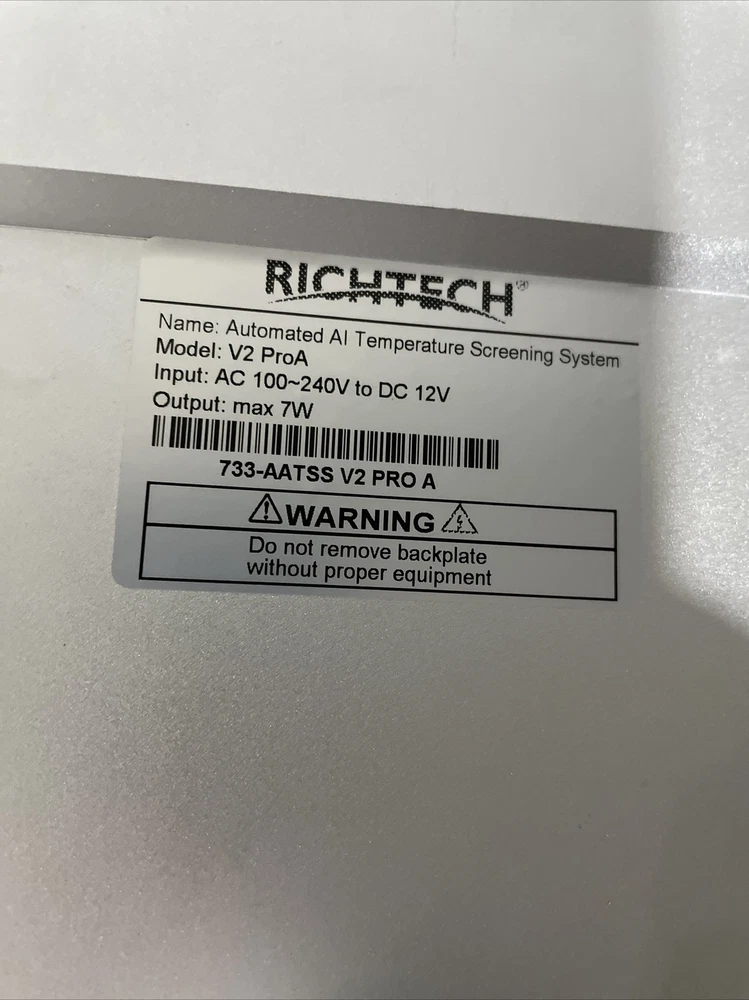 RICHTECH®
Name: Automated AI Temperature Screening System
Model: V2 ProA
Input: AC 100~240V to DC 12V
Output: max 7W
733-AATSS V2 PRO A
WARNING
Do not remove backplate
without proper equipment